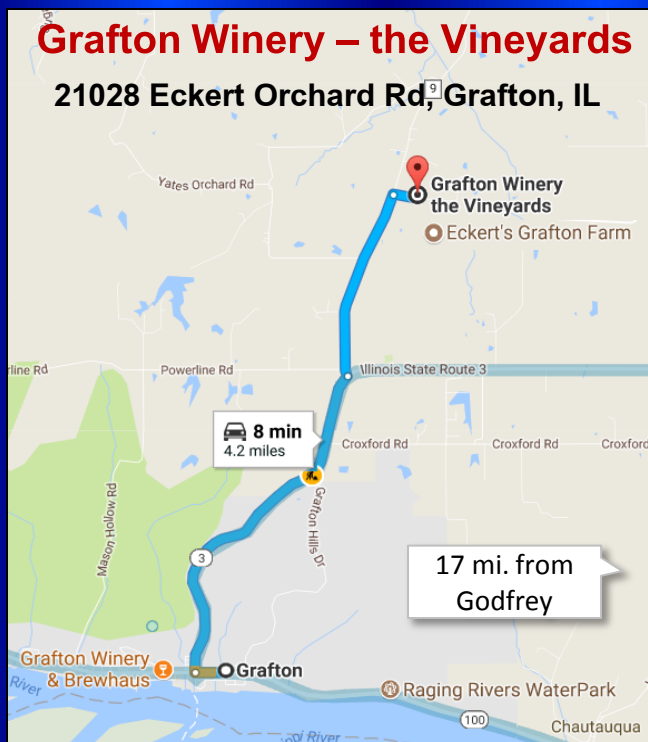 Grafton Winery – the Vineyards
21028 Eckert Orchard Rd, Grafton, IL
9
Yates Orchard Rd
Grafton Winery
the Vineyards
Eckert's Grafton Farm
rline Rd
Powerline Rd
Illinois State Route 3
8 min
4.2 miles
Croxford Rd
Croxford Rd
Croxford
Grafton Hills Dr
Mason Hollow Rd
3
17 mi. from
Godfrey
Grafton Winery
& Brewhaus
Grafton
River
Raging Rivers WaterPark
100
Chautauqua
River